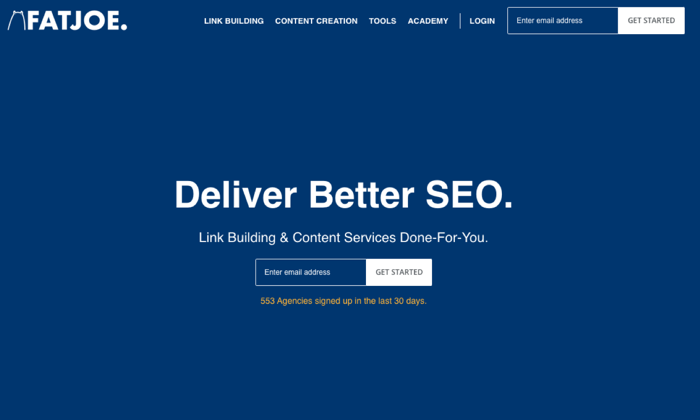 FATJOE.
LINK BUILDING CONTENT CREATION TOOLS ACADEMY LOGIN Enter email address GET STARTED
Deliver Better SEO.
Link Building & Content Services Done-For-You.
Enter email address GET STARTED
553 Agencies signed up in the last 30 days.